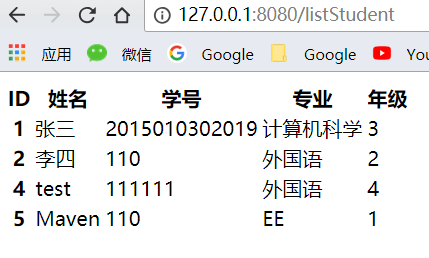 127.0.0.1:8080/listStudent
应用 微信 Google Google You
ID 姓名 学号 专业 年级
1 张三 2015010302019 计算机科学 3
2 李四 110 外国语 2
4 test 111111 外国语 4
5 Maven 110 EE 1